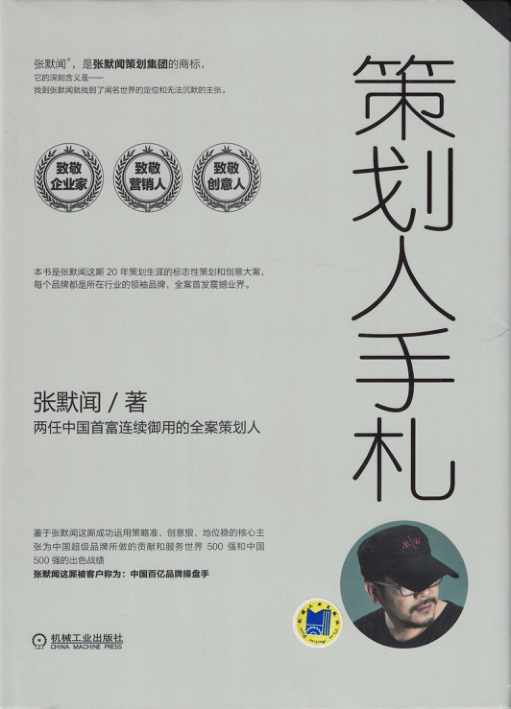 策划人手札
张默闻®，是张默闻策划集团的商标，
它的深刻含义是——
找到张默闻就找到了闻名世界的定位和无法沉默的主张。
致敬
企业家
致敬
营销人
致敬
创意人
本书是张默闻这厮 20 年策划生涯的标志性策划和创意大案，
每个品牌都是所在行业的领袖品牌，全案首发震撼业界。
张默闻 / 著
两任中国首富连续御用的全案策划人
鉴于张默闻这厮成功运用策略准、创意狠、地位稳的核心主
张为中国超级品牌所做的贡献和服务世界 500 强和中国
500 强的出色战绩
张默闻这厮被客户称为：中国百亿品牌操盘手
机械工业出版社
CHINA MACHINE PRESS